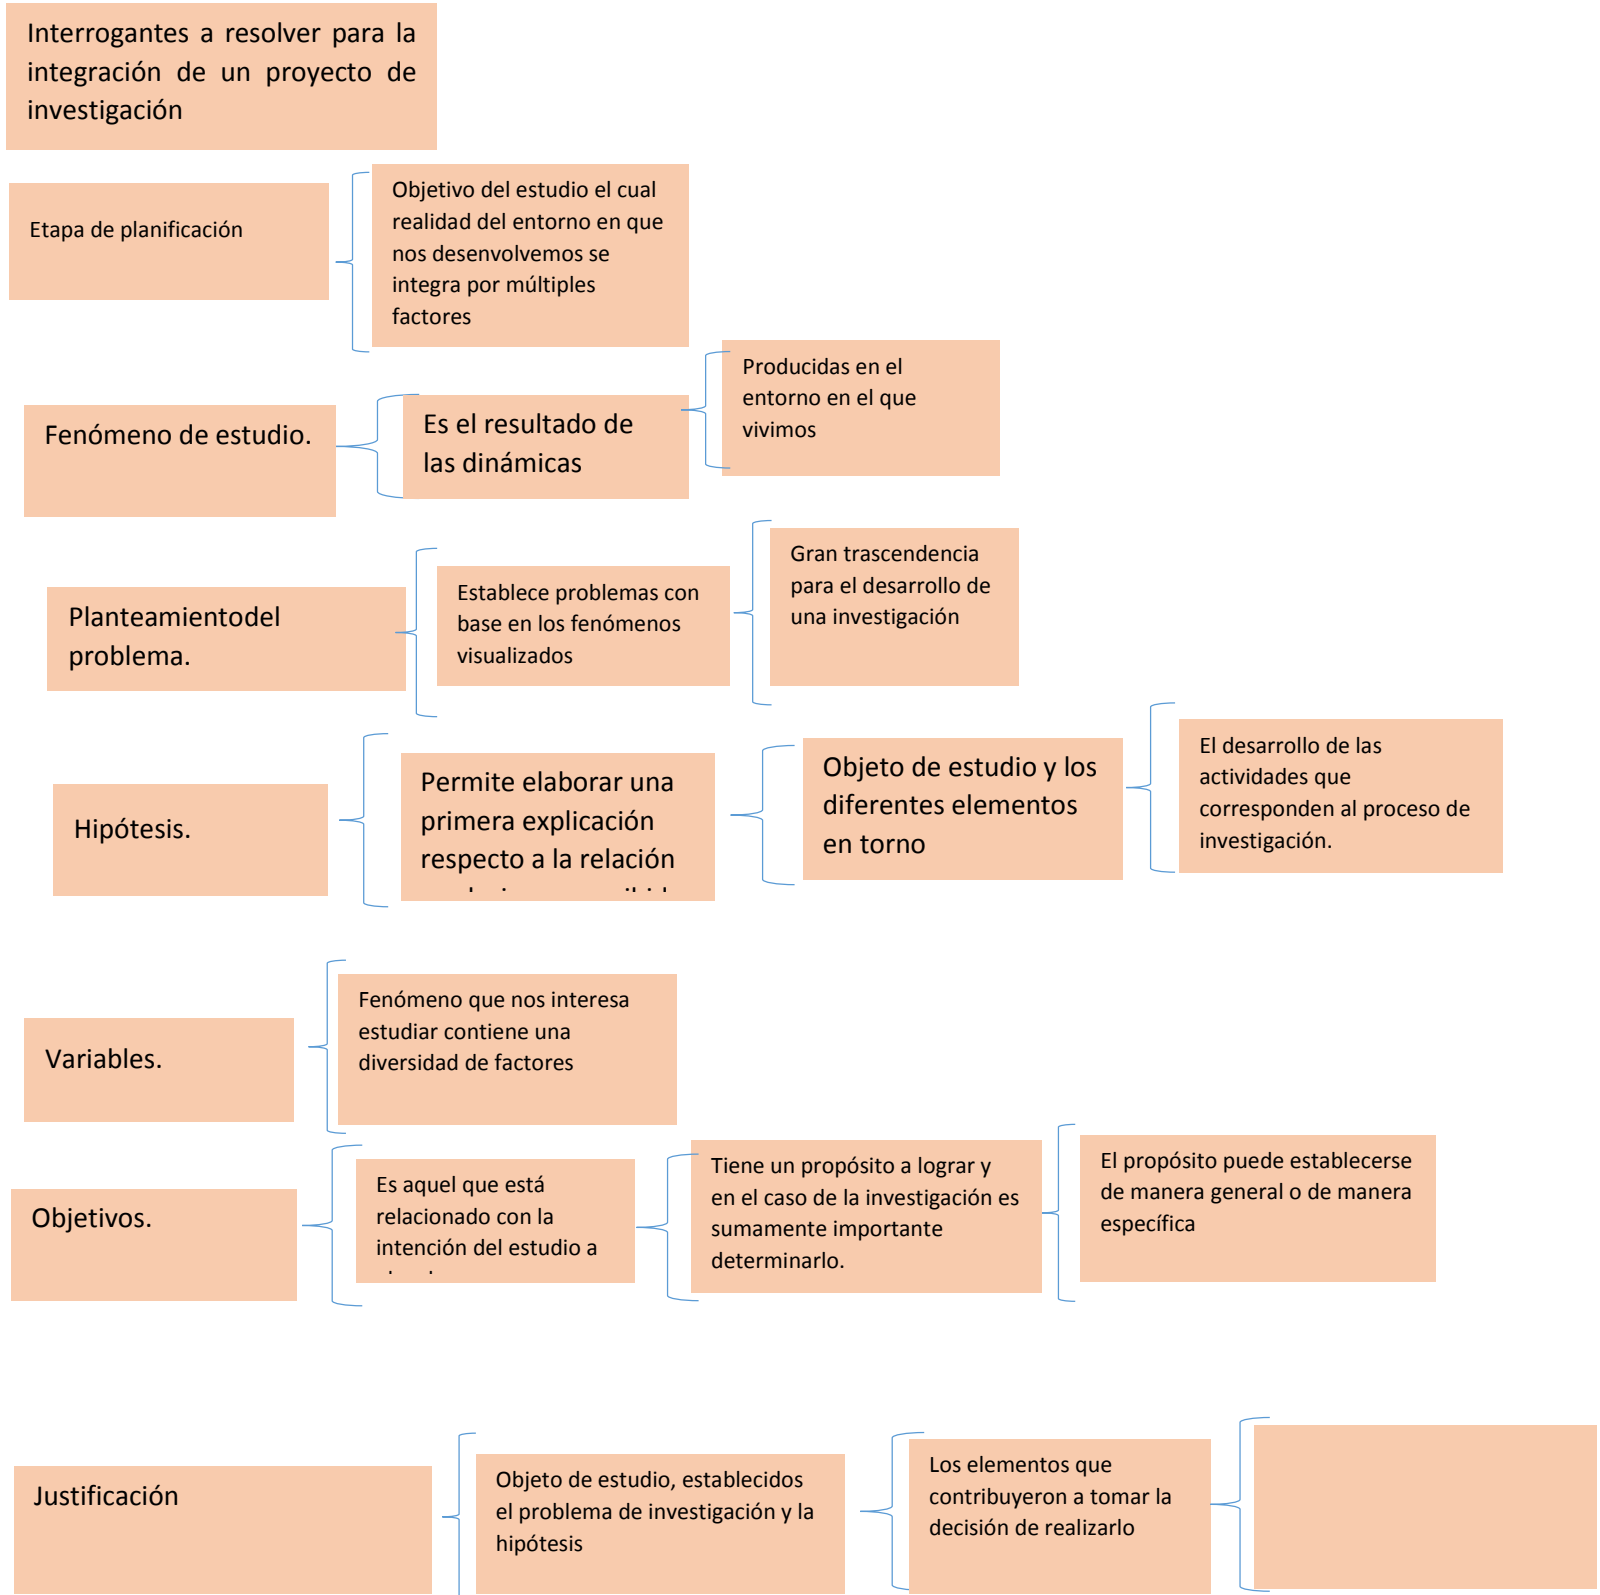 Interrogantes a resolver para la
integración de un proyecto de
investigación
Etapa de planificación
Objetivo del estudio el cual
realidad del entorno en que
nos desenvolvemos se
integra por múltiples
factores
Fenómeno de estudio.
Es el resultado de
las dinámicas
Producidas en el
entorno en el que
vivimos
Planteamientodel
problema.
Establece problemas con
base en los fenómenos
visualizados
Gran trascendencia
para el desarrollo de
una investigación
Hipótesis.
Permite elaborar una
primera explicación
respecto a la relación
Objeto de estudio y los
diferentes elementos
en torno
El desarrollo de las
actividades que
corresponden al proceso de
investigación.
Variables.
Fenómeno que nos interesa
estudiar contiene una
diversidad de factores
Objetivos.
Es aquel que está
relacionado con la
intención del estudio a
Tiene un propósito a lograr y
en el caso de la investigación es
sumamente importante
determinarlo.
El propósito puede establecerse
de manera general o de manera
específica
Justificación
Objeto de estudio, establecidos
el problema de investigación y la
hipótesis
Los elementos que
contribuyeron a tomar la
decisión de realizarlo